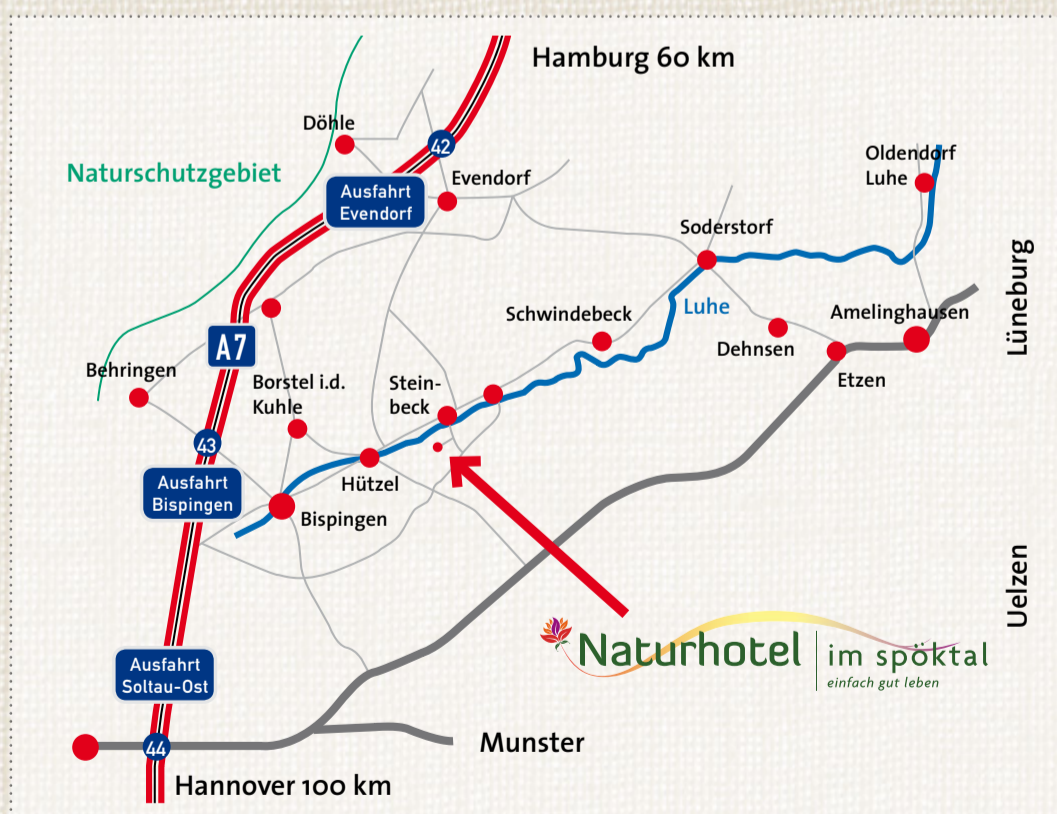 Hamburg 60 km
Döhle
42
Oldendorf
Luhe
Naturschutzgebiet
Evendorf
Ausfahrt
Evendorf
Soderstorf
Lüneburg
Luhe
Schwindebeck
Amelinghausen
A7
Dehnsen
Behringen
Borstel i.d.
Kuhle
Stein-
beck
Etzen
43
Ausfahrt
Bispingen
Hützel
Bispingen
Uelzen
Naturhotel
im spöktal
einfach gut leben
Ausfahrt
Soltau-Ost
44
Munster
Hannover 100 km